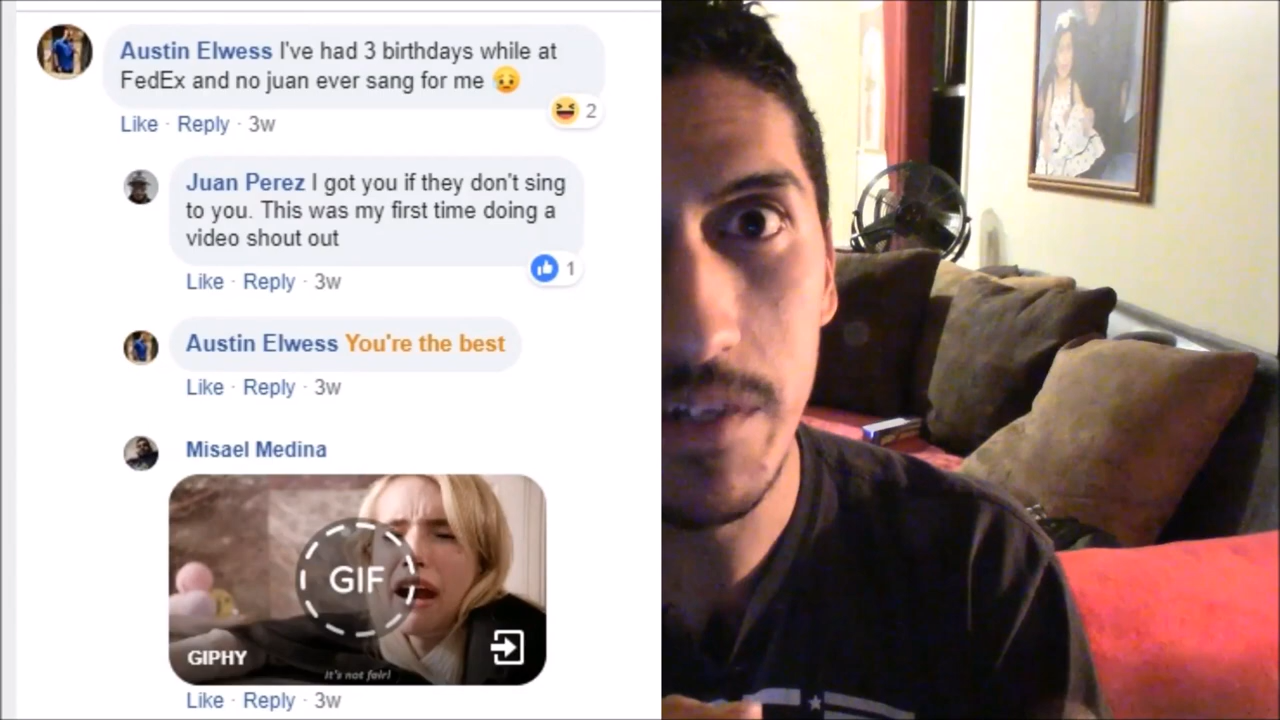 Austin Elwess I've had 3 birthdays while at
FedEx and no juan ever sang for me 😥
2
Like · Reply · 3w
Juan Perez I got you if they don't sing
to you. This was my first time doing a
video shout out
1
Like · Reply · 3w
Austin Elwess You're the best
Like · Reply · 3w
Misael Medina
GIF
GIPHY
It's not fair!
Like · Reply · 3w